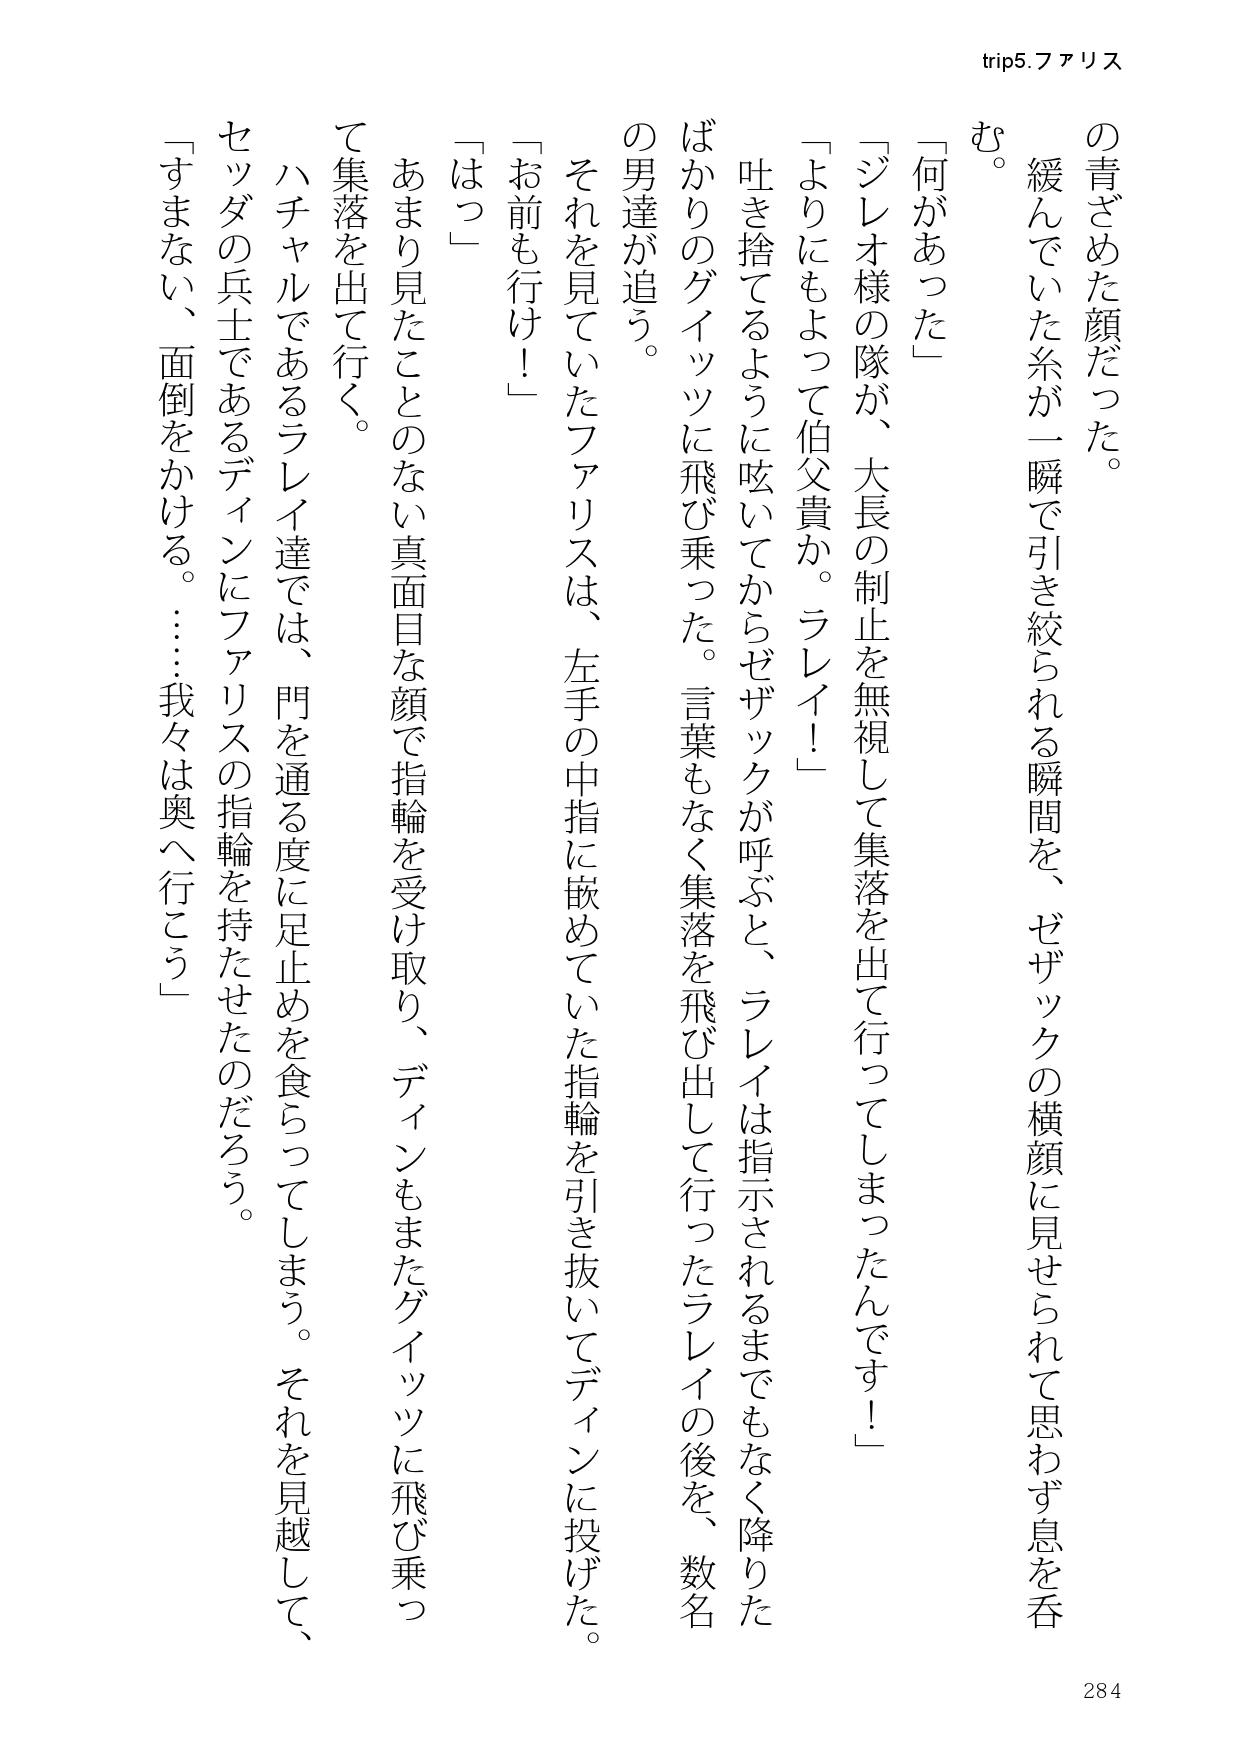 trip5.ファリス
の青ざめた顔だった。
　緩んでいた糸が一瞬で引き絞られる瞬間を、ゼザックの横顔に見せられて思わず息を呑
む。
「何があった」
「ジレオ様の隊が、大長の制止を無視して集落を出て行ってしまったんです！」
「よりにもよって伯父貴か。ラレイ！」
　吐き捨てるように呟いてからゼザックが呼ぶと、ラレイは指示されるまでもなく降りた
ばかりのグイッツに飛び乗った。言葉もなく集落を飛び出して行ったラレイの後を、数名
の男達が追う。
　それを見ていたファリスは、左手の中指に嵌めていた指輪を引き抜いてディンに投げた。
「お前も行け！」
「はっ」
　あまり見たことのない真面目な顔で指輪を受け取り、ディンもまたグイッツに飛び乗っ
て集落を出て行く。
　ハチャルであるラレイ達では、門を通る度に足止めを食らってしまう。それを見越して、
セッダの兵士であるディンにファリスの指輪を持たせたのだろう。
「すまない、面倒をかける。……我々は奥へ行こう」
284